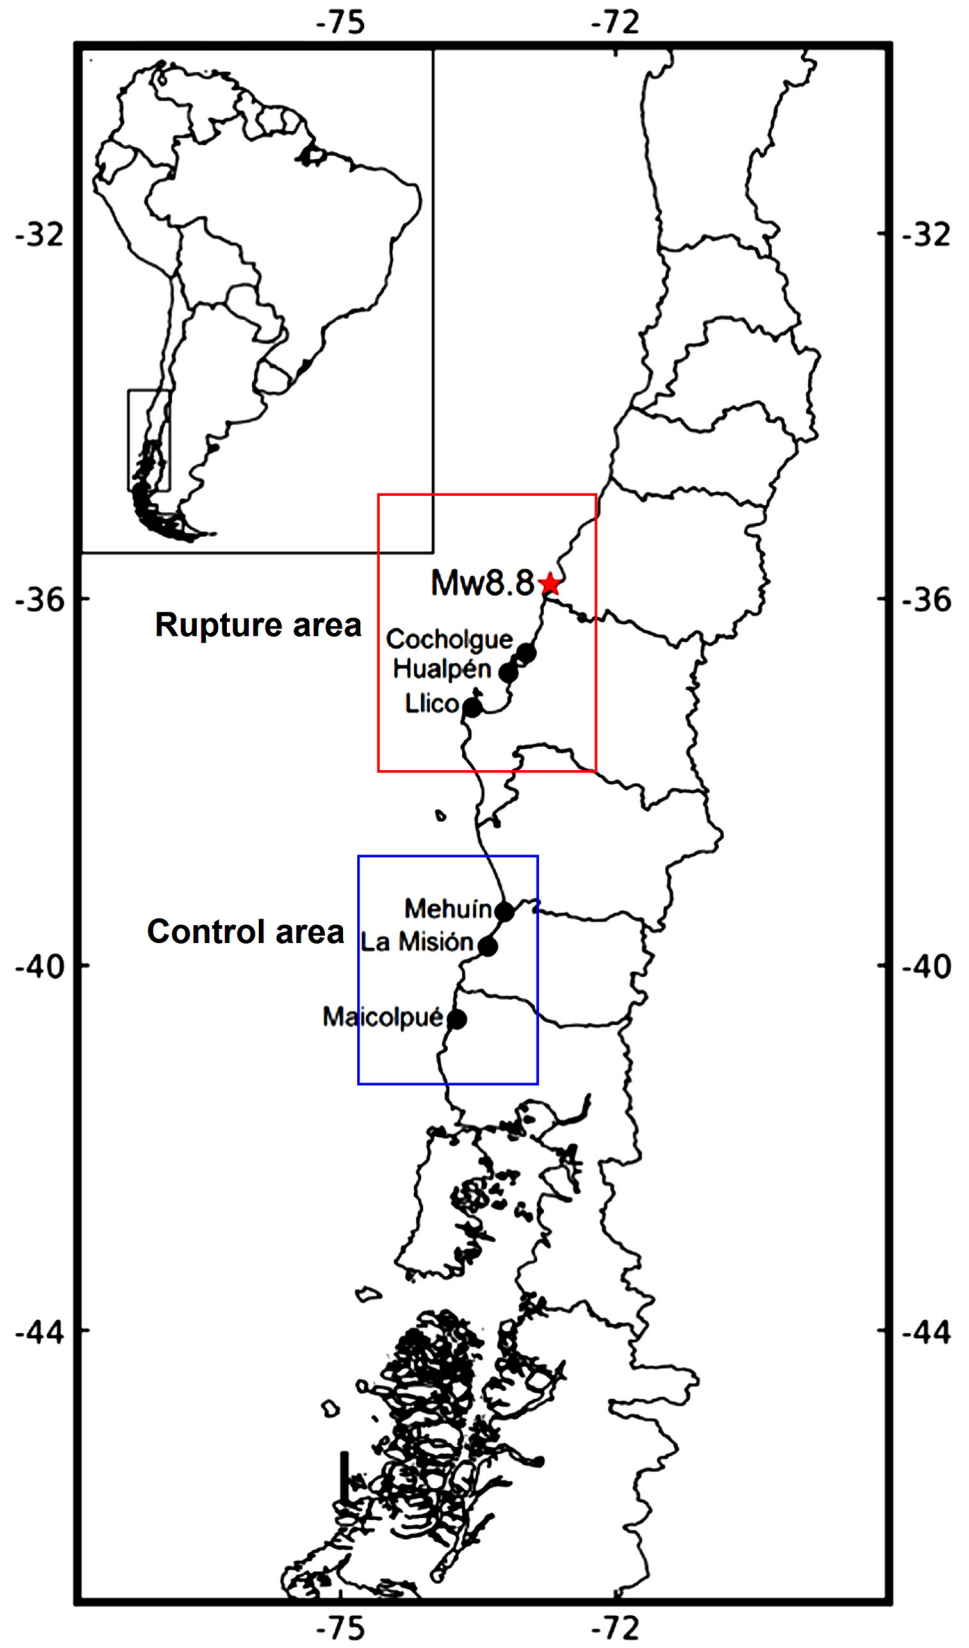 -75 -72
-32 -32
Mw8.8
-36 -36
Rupture area
Cocholgue
Hualpén
Llico
Mehuín
Control area
La Misión
-40 -40
Maicolpué
-44 -44
-75 -72